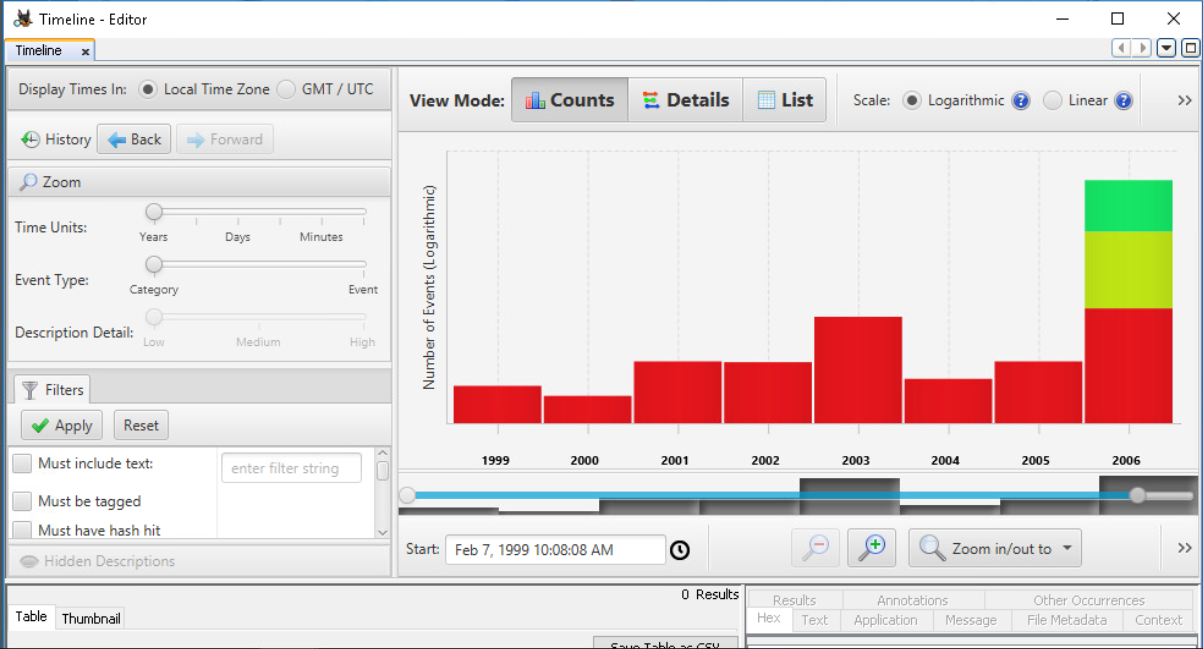 Timeline - Editor
Timeline
Display Times In: Local Time Zone GMT / UTC
History Back Forward
Zoom
Time Units:
Years Days Minutes
Event Type:
Category Event
Description Detail:
Low Medium High
Filters
Apply Reset
Must include text:
enter filter string
Must be tagged
Must have hash hit
Hidden Descriptions
View Mode: Counts Details List Scale: Logarithmic ? Linear ? >>
Number of Events (Logarithmic)
1999 2000 2001 2002 2003 2004 2005 2006
Start: Feb 7, 1999 10:08:08 AM Zoom in/out to >>
0 Results
Table Thumbnail
Save Table as CSV
Results Annotations Other Occurrences
Hex Text Application Message File Metadata Context